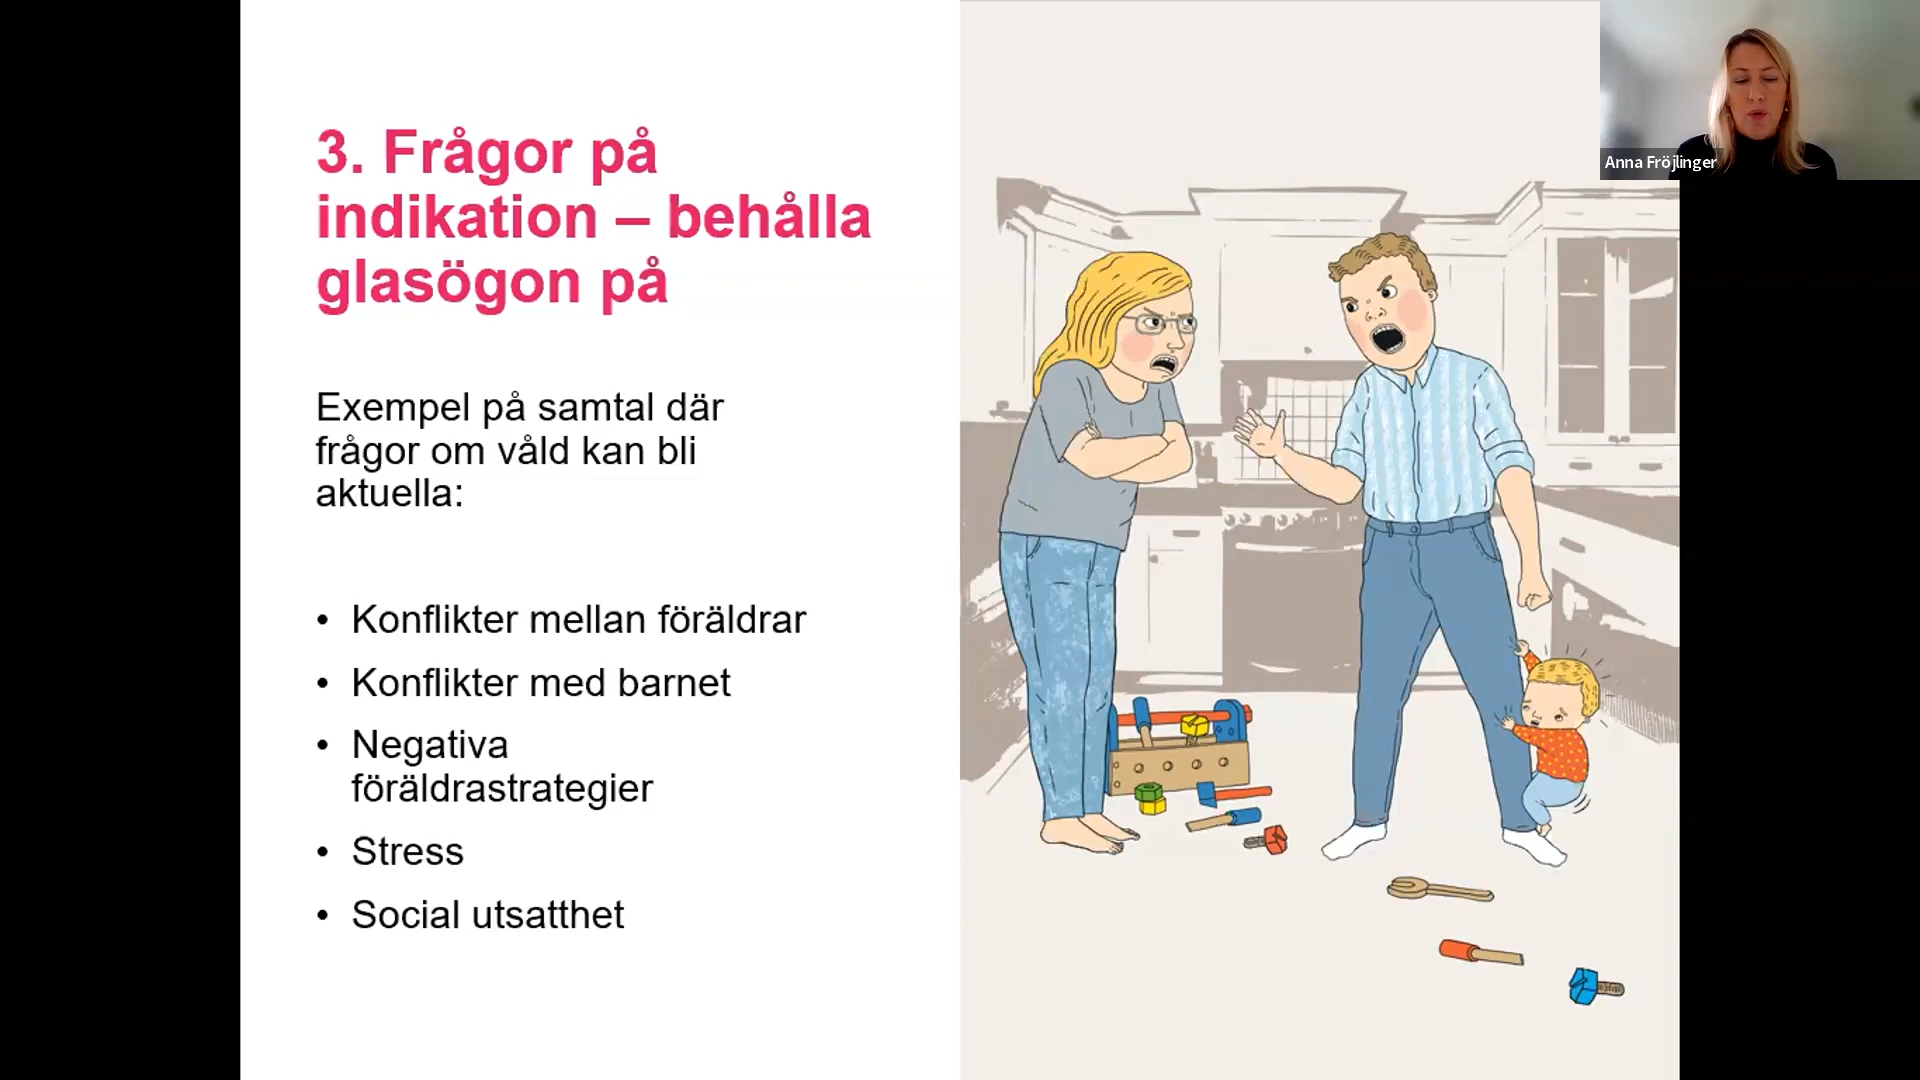 3. Frågor på
indikation – behålla
glasögon på
Exempel på samtal där
frågor om våld kan bli
aktuella:
• Konflikter mellan föräldrar
• Konflikter med barnet
• Negativa
föräldrastrategier
• Stress
• Social utsatthet
Anna Fröjlinger